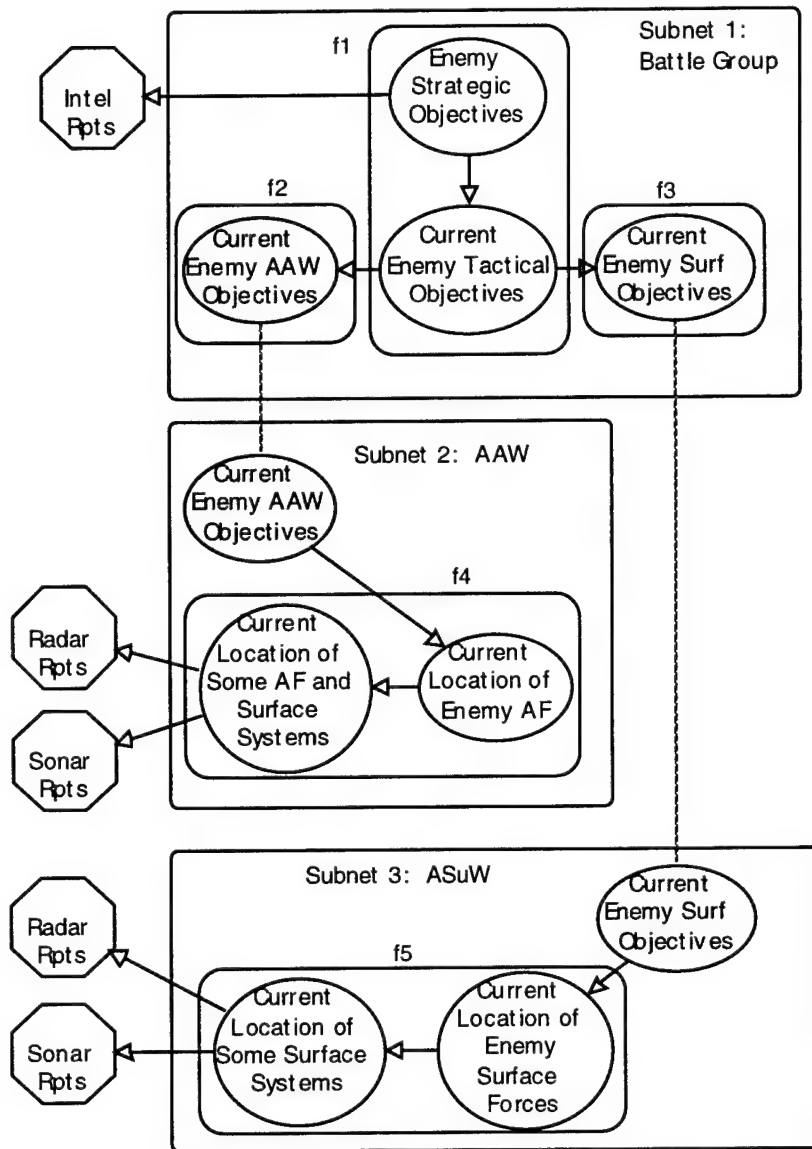 Subnet 1:
Battle Group
f1
Enemy
Strategic
Objectives
Intel
Rpts
f2
f3
Current
Enemy AAW
Objectives
Current
Enemy Tactical
Objectives
Current
Enemy Surf
Objectives
Subnet 2: AAW
Current
Enemy AAW
Objectives
f4
Radar
Rpts
Current
Location of
Some AF and
Surface
Systems
Current
Location of
Enemy AF
Sonar
Rpts
Subnet 3: ASuW
Current
Enemy Surf
Objectives
Radar
Rpts
f5
Current
Location of
Some Surface
Systems
Current
Location of
Enemy
Surface
Forces
Sonar
Rpts